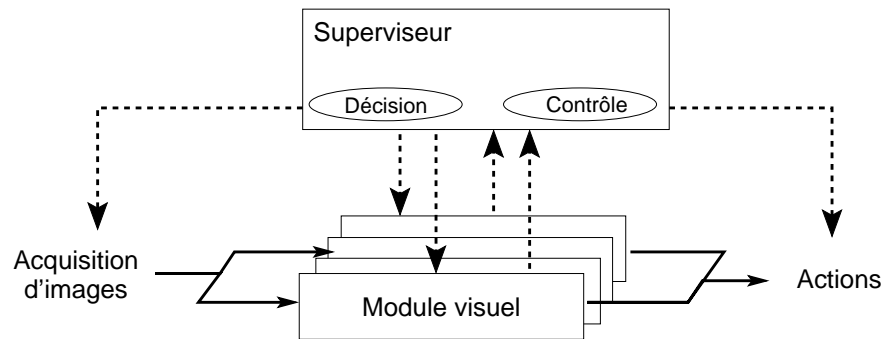 Superviseur
Décision
Contrôle
Acquisition
d'images
Module visuel
Actions